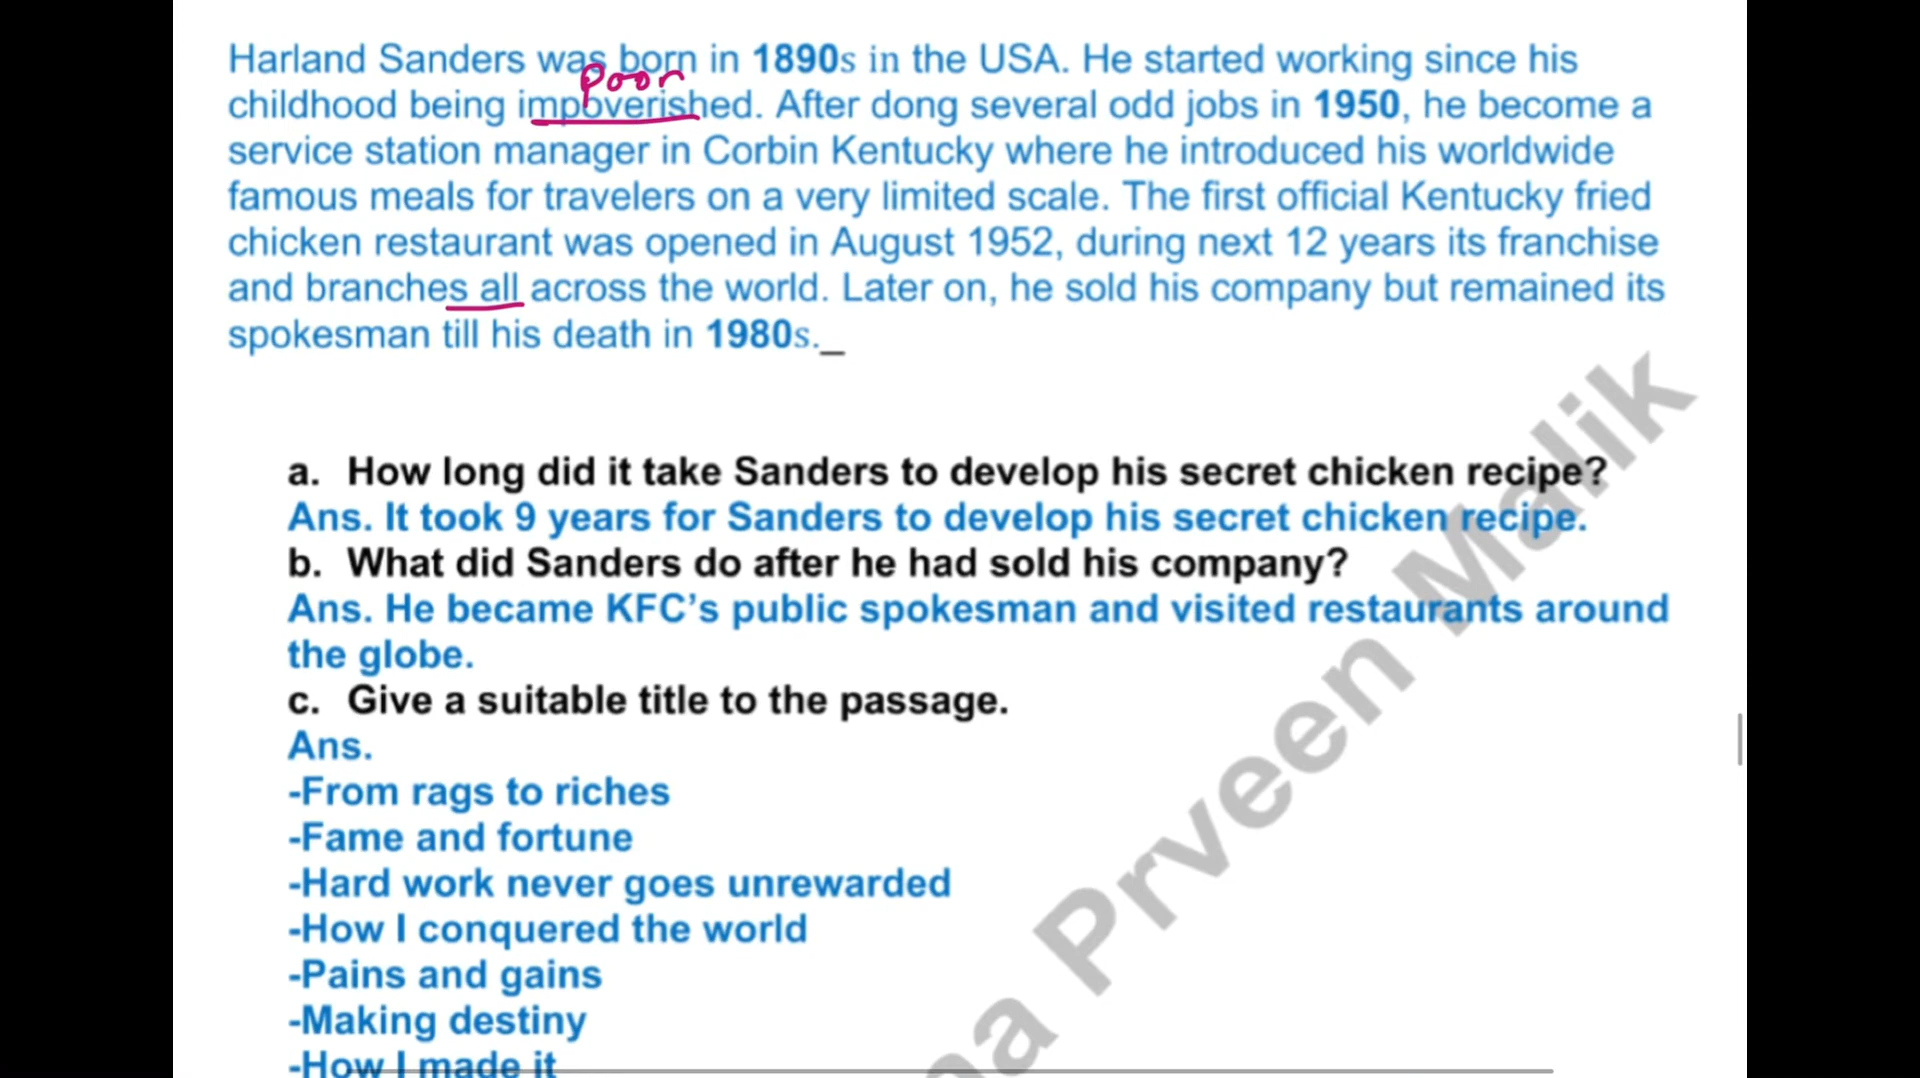 Harland Sanders was born in 1890s in the USA. He started working since his
poor
childhood being impoverished. After dong several odd jobs in 1950, he become a
service station manager in Corbin Kentucky where he introduced his worldwide
famous meals for travelers on a very limited scale. The first official Kentucky fried
chicken restaurant was opened in August 1952, during next 12 years its franchise
and branches all across the world. Later on, he sold his company but remained its
spokesman till his death in 1980s._
a. How long did it take Sanders to develop his secret chicken recipe?
Ans. It took 9 years for Sanders to develop his secret chicken recipe.
b. What did Sanders do after he had sold his company?
Ans. He became KFC’s public spokesman and visited restaurants around
the globe.
c. Give a suitable title to the passage.
Ans.
-From rags to riches
-Fame and fortune
-Hard work never goes unrewarded
-How I conquered the world
-Pains and gains
-Making destiny
-How I made it
Prveen Malik